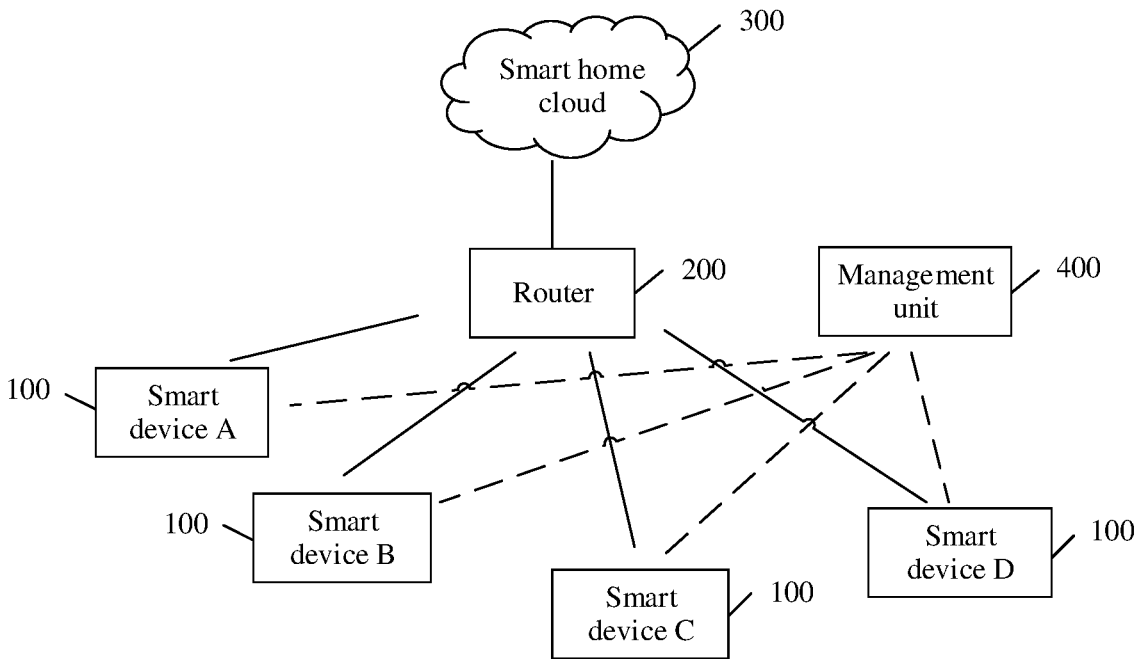 300
Smart home
cloud
Router
200
Management
unit
400
100
Smart
device A
100
Smart
device B
Smart
device C
100
Smart
device D
100